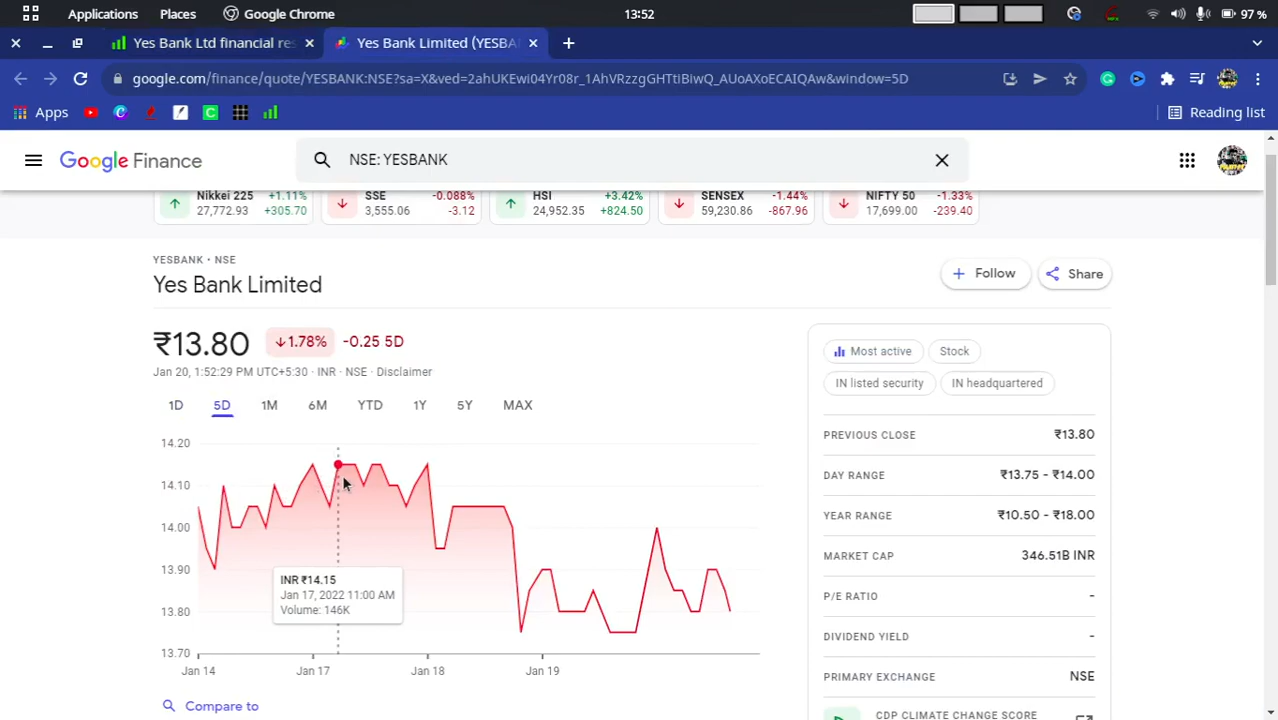 Applications Places Google Chrome 13:52 97 %
Yes Bank Ltd financial res Yes Bank Limited (YESBA
google.com/finance/quote/YESBANK:NSE?sa=X&ved=2ahUKEwi04Yr08r_1AhVRzzgGHTtiBiwQ_AUoAXoECAIQAw&window=5D
Apps Reading list
Google Finance NSE: YESBANK
Nikkei 225 +1.11% SSE -0.088% HSI +3.42% SENSEX -1.44% NIFTY 50 -1.33%
27,772.93 +305.70 3,555.06 -3.12 24,952.35 +824.50 59,230.86 -867.96 17,699.00 -239.40
YESBANK • NSE
Yes Bank Limited
Follow Share
₹13.80 1.78% -0.25 5D
Jan 20, 1:52:29 PM UTC+5:30 · INR · NSE · Disclaimer
1D 5D 1M 6M YTD 1Y 5Y MAX
14.20
14.10
14.00
13.90
13.80
13.70
INR ₹14.15
Jan 17, 2022 11:00 AM
Volume: 146K
Jan 14 Jan 17 Jan 18 Jan 19
Compare to
Most active Stock
IN listed security IN headquartered
PREVIOUS CLOSE ₹13.80
DAY RANGE ₹13.75 - ₹14.00
YEAR RANGE ₹10.50 - ₹18.00
MARKET CAP 346.51B INR
P/E RATIO -
DIVIDEND YIELD -
PRIMARY EXCHANGE NSE
CDP CLIMATE CHANGE SCORE